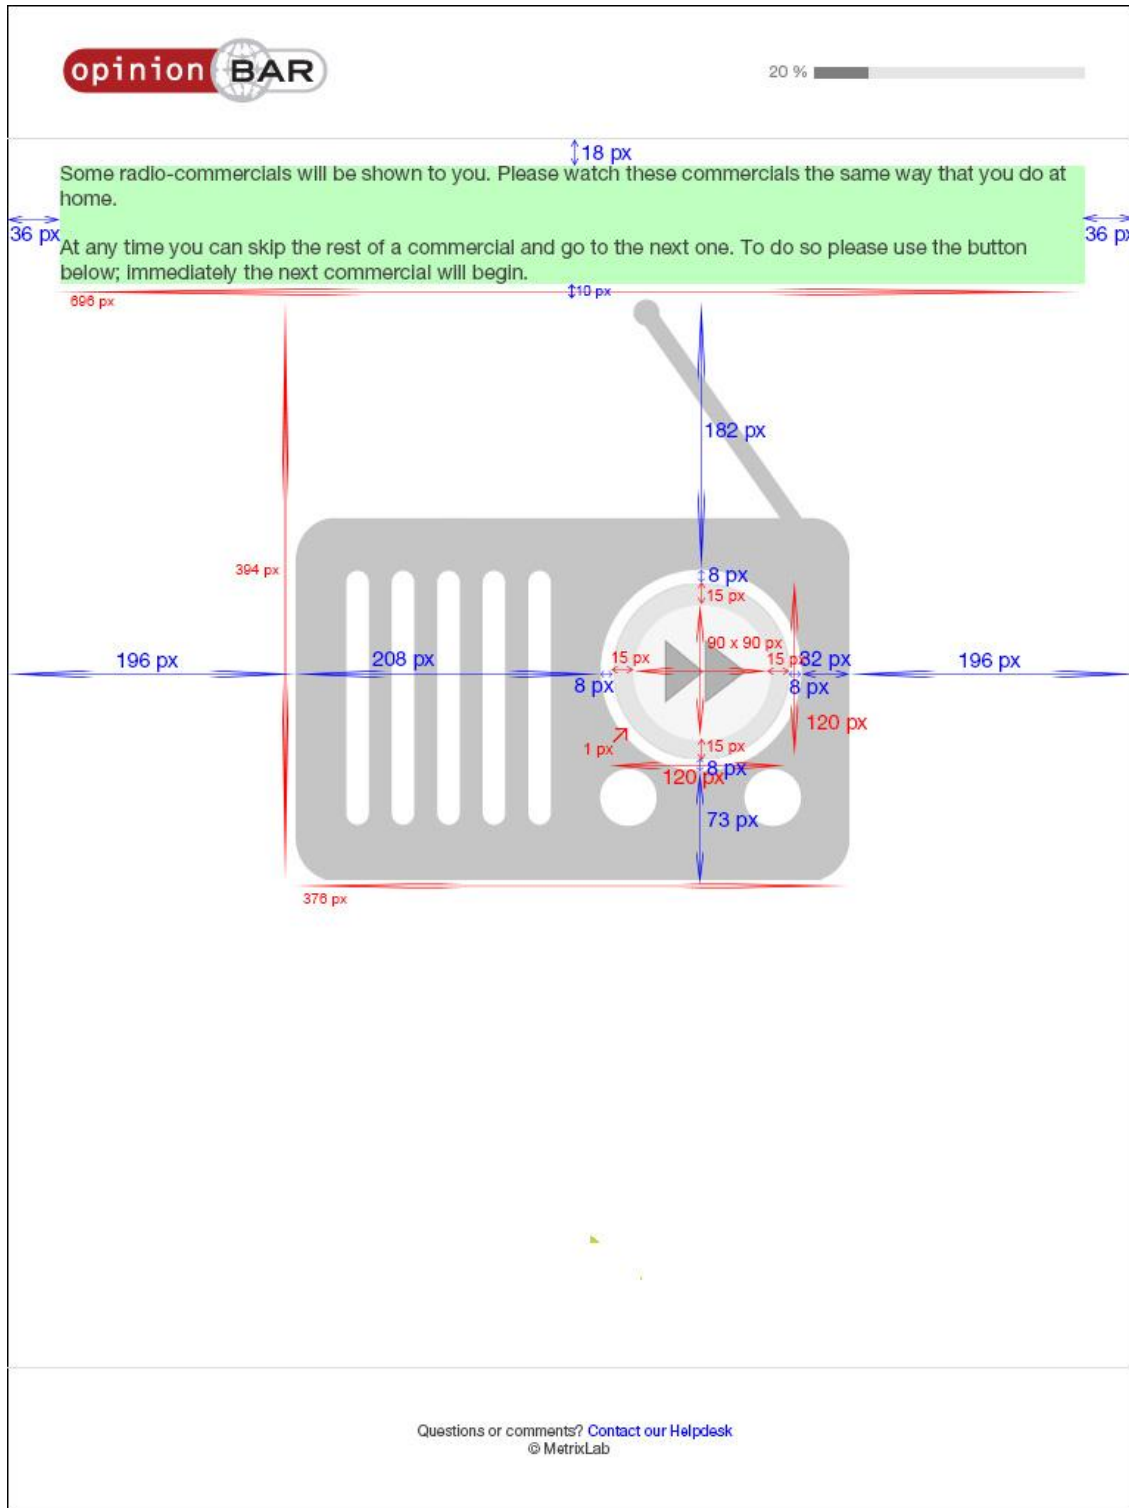 opinion BAR
20 %
18 px
Some radio-commercials will be shown to you. Please watch these commercials the same way that you do at
home.
36 px
36 px
At any time you can skip the rest of a commercial and go to the next one. To do so please use the button
below; immediately the next commercial will begin.
696 px
10 px
182 px
394 px
8 px
15 px
90 x 90 px
196 px
208 px
15 px
15 px
32 px
196 px
8 px
8 px
120 px
1 px
15 px
8 px
120 px
73 px
376 px
Questions or comments? Contact our Helpdesk
© MetrixLab